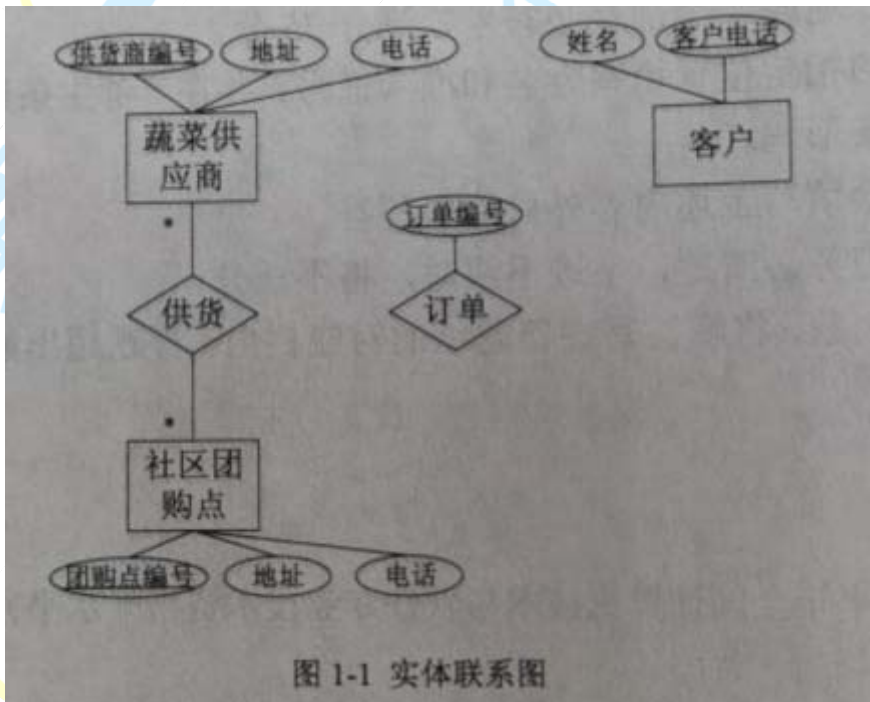 供货商编号 地址 电话 姓名 客户电话
蔬菜供
应商
客户
订单编号
*
供货 订单
*
社区团
购点
团购点编号 地址 电话
图 1-1 实体联系图